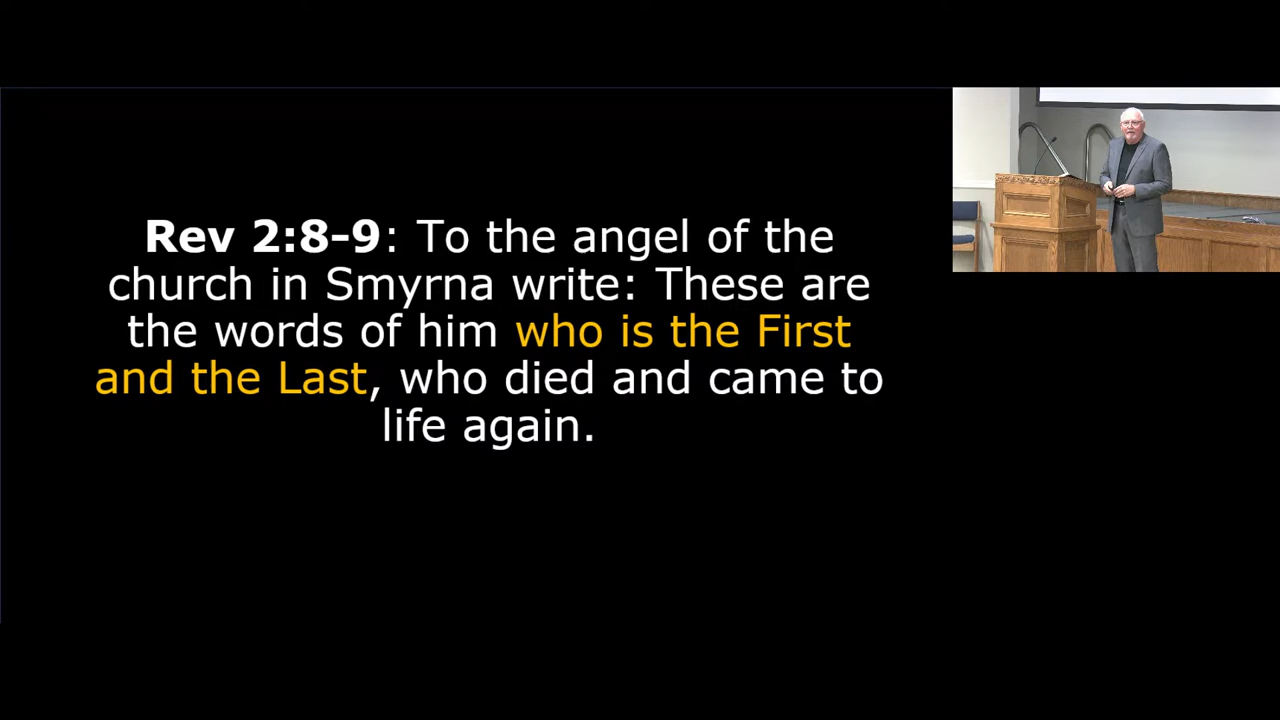 Rev 2:8-9: To the angel of the
church in Smyrna write: These are
the words of him who is the First
and the Last, who died and came to
life again.